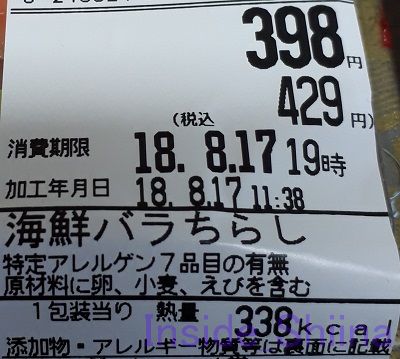 398円
429円)
(税込
消費期限 18. 8.17 19時
加工年月日 18. 8.17 11:38
海鮮バラちらし
特定アレルゲン7品目の有無
原材料に卵、小麦、えびを含む
1包装当り 熱量 338kcal
添加物・アレルギー物質等は裏面に記載